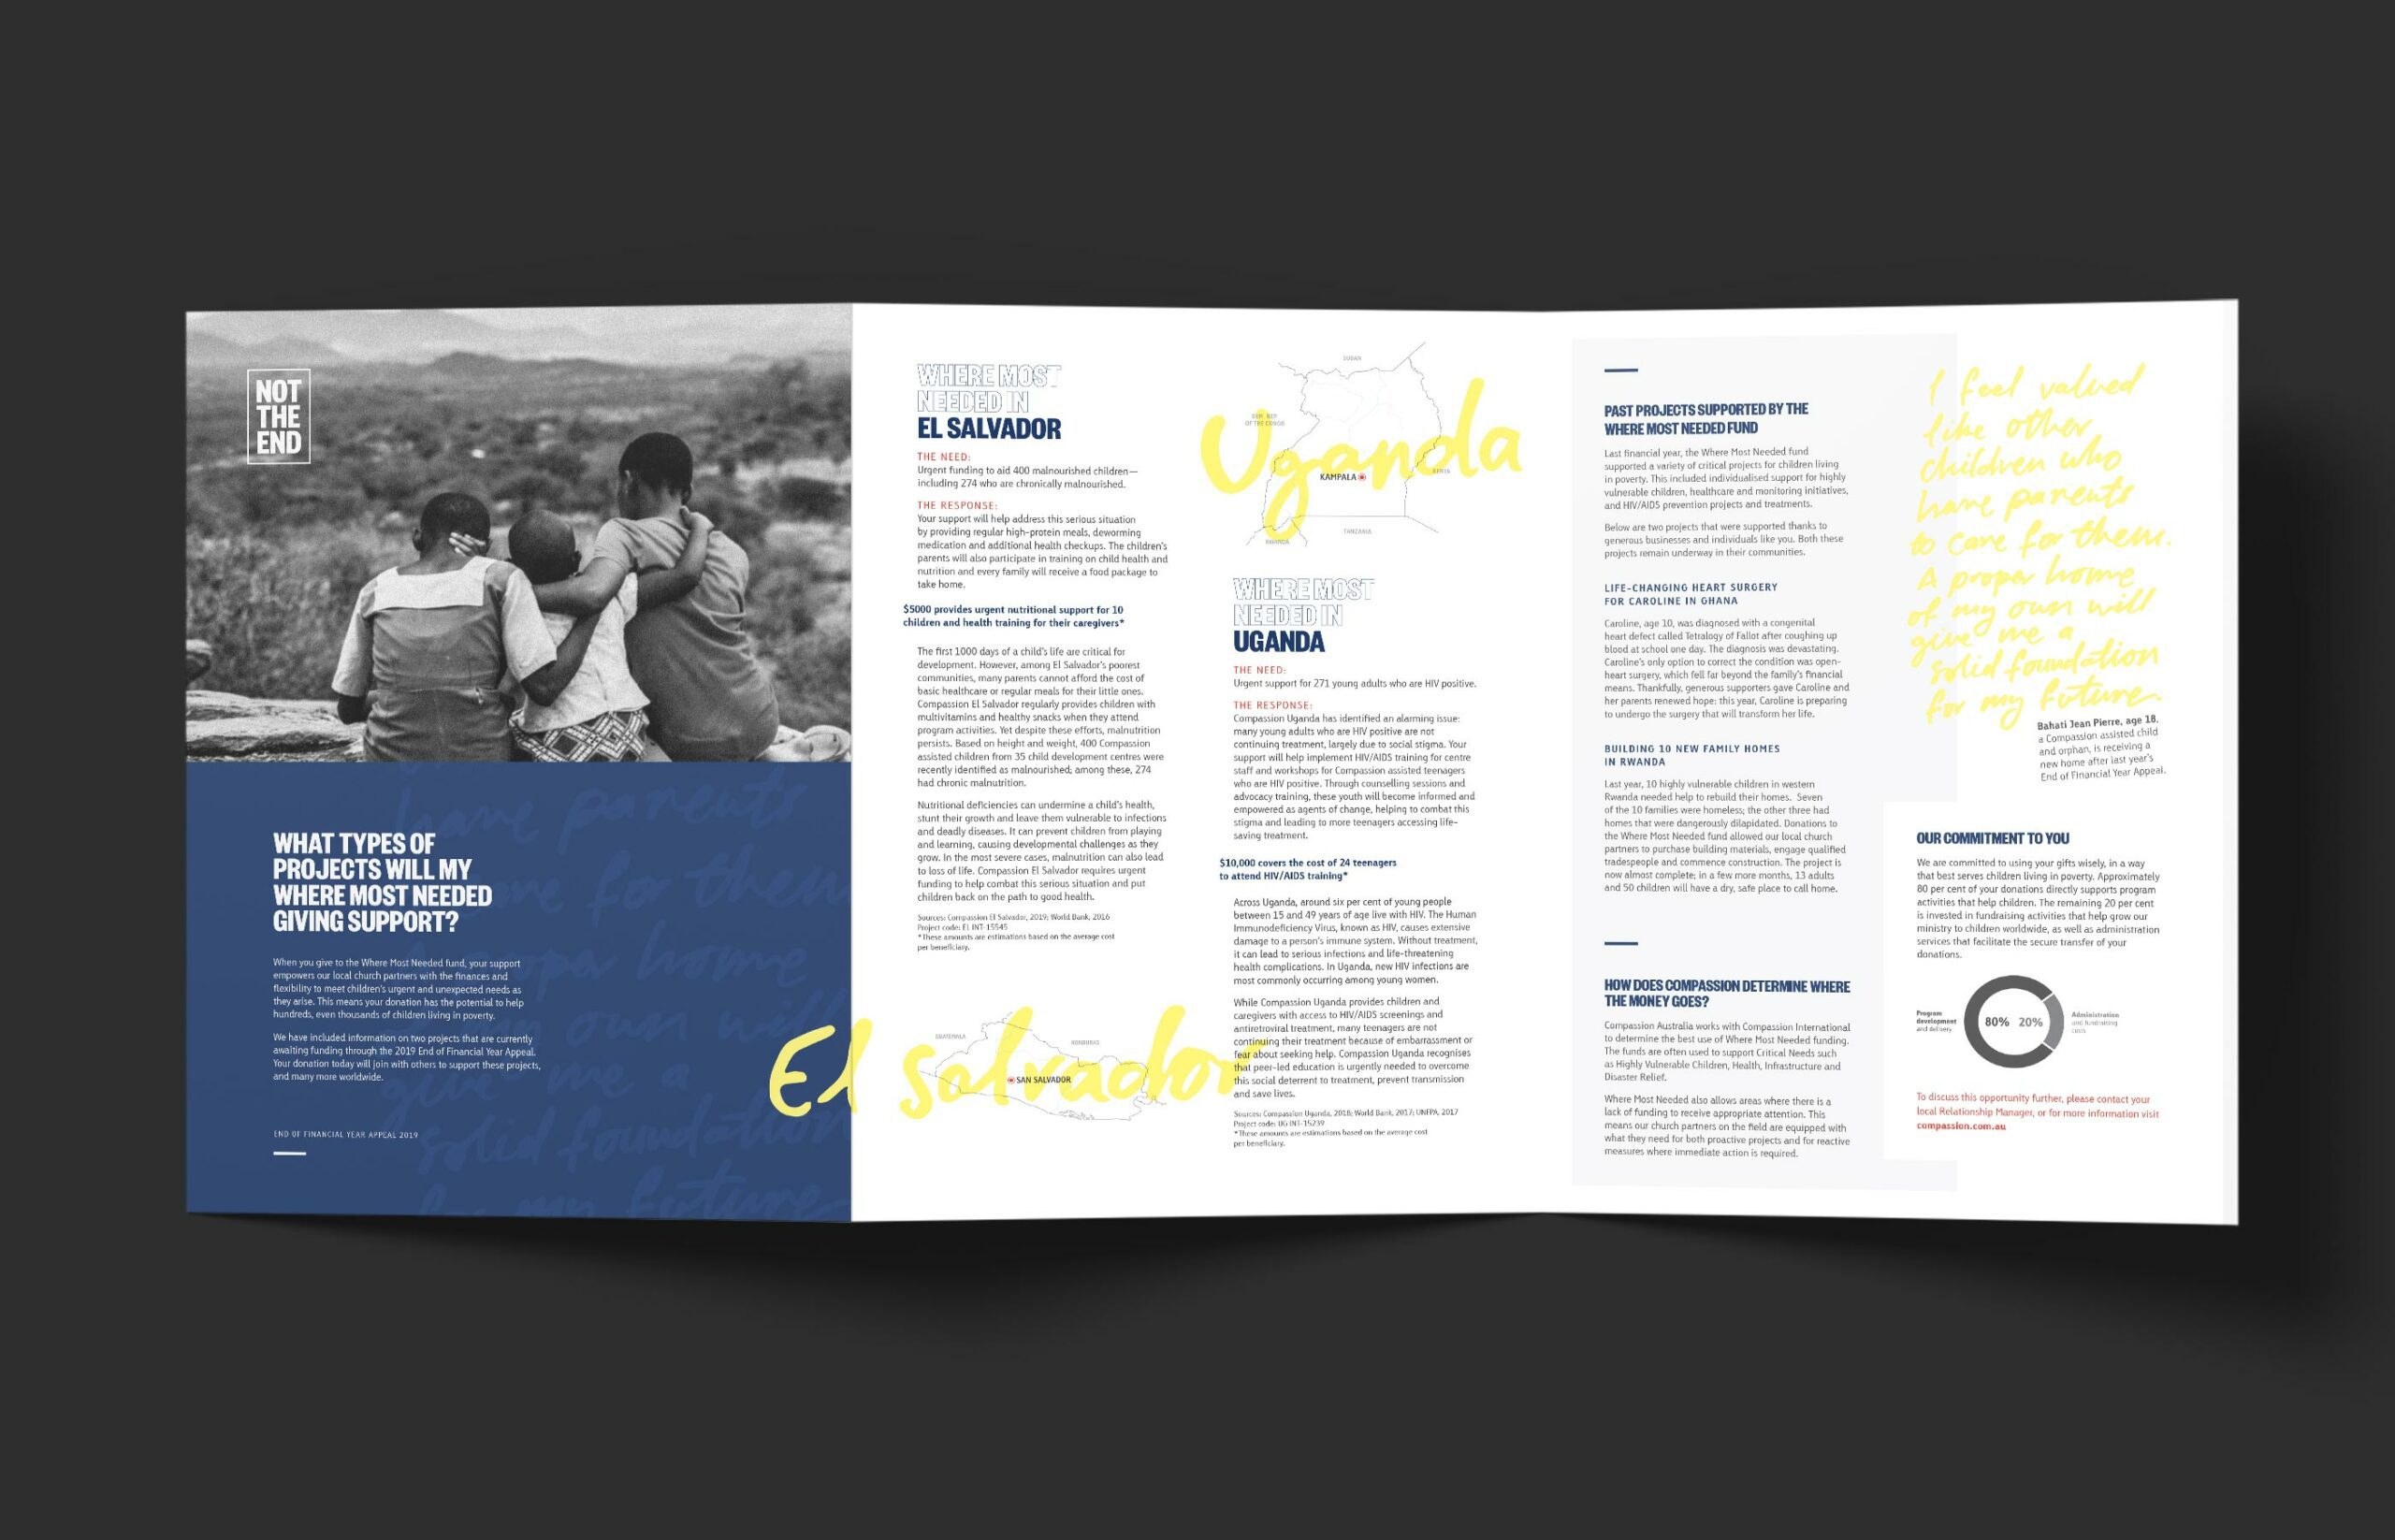 NOT
THE
END
WHAT TYPES OF
PROJECTS WILL MY
WHERE MOST NEEDED
GIVING SUPPORT?
When you give to the Where Most Needed fund, your support
empowers our local church partners with the finances and
flexibility to meet children's urgent and unexpected needs as
they arise. This means your donation has the potential to help
hundreds, even thousands of children living in poverty.
We have included information on two projects that are currently
awaiting funding through the 2019 End of Financial Year Appeal.
Your donation today will join with others to support these projects,
and many more worldwide.
END OF FINANCIAL YEAR APPEAL 2019
have parents
care for them
proper home
my own will
give me a
solid foundation
for my future
WHERE MOST
NEEDED IN
EL SALVADOR
THE NEED:
Urgent funding to aid 400 malnourished children—
including 274 who are chronically malnourished.
THE RESPONSE:
Your support will help address this serious situation
by providing regular high-protein meals, deworming
medication and additional health checkups. The children's
parents will also participate in training on child health and
nutrition and every family will receive a food package to
take home.
$5000 provides urgent nutritional support for 10
children and health training for their caregivers*
The first 1000 days of a child's life are critical for
development. However, among El Salvador's poorest
communities, many parents cannot afford the cost of
basic healthcare or regular meals for their little ones.
Compassion El Salvador regularly provides children with
multivitamins and healthy snacks when they attend
program activities. Yet despite these efforts, malnutrition
persists. Based on height and weight, 400 Compassion
assisted children from 35 child development centres were
recently identified as malnourished; among these, 274
had chronic malnutrition.
Nutritional deficiencies can undermine a child's health,
stunt their growth and leave them vulnerable to infections
and deadly diseases. It can prevent children from playing
and learning, causing developmental challenges as they
grow. In the most severe cases, malnutrition can also lead
to loss of life. Compassion El Salvador requires urgent
funding to help combat this serious situation and put
children back on the path to good health.
Sources: Compassion El Salvador, 2019; World Bank, 2016
Project code: EL INT-15545
*These amounts are estimations based on the average cost
per beneficiary.
El Salvador
GUATEMALA
HONDURAS
SAN SALVADOR
Uganda
SUDAN
DEM. REP.
OF THE CONGO
KENYA
KAMPALA
TANZANIA
RWANDA
WHERE MOST
NEEDED IN
UGANDA
THE NEED:
Urgent support for 271 young adults who are HIV positive.
THE RESPONSE:
Compassion Uganda has identified an alarming issue:
many young adults who are HIV positive are not
continuing treatment, largely due to social stigma. Your
support will help implement HIV/AIDS training for centre
staff and workshops for Compassion assisted teenagers
who are HIV positive. Through counselling sessions and
advocacy training, these youth will become informed and
empowered as agents of change, helping to combat this
stigma and leading to more teenagers accessing life-
saving treatment.
$10,000 covers the cost of 24 teenagers
to attend HIV/AIDS training*
Across Uganda, around six per cent of young people
between 15 and 49 years of age live with HIV. The Human
Immunodeficiency Virus, known as HIV, causes extensive
damage to a person's immune system. Without treatment,
it can lead to serious infections and life-threatening
health complications. In Uganda, new HIV infections are
most commonly occurring among young women.
While Compassion Uganda provides children and
caregivers with access to HIV/AIDS screenings and
antiretroviral treatment, many teenagers are not
continuing their treatment because of embarrassment or
fear about seeking help. Compassion Uganda recognises
that peer-led education is urgently needed to overcome
this social deterrent to treatment, prevent transmission
and save lives.
Sources: Compassion Uganda, 2018; World Bank, 2017; UNFPA, 2017
Project code: UG INT-15239
*These amounts are estimations based on the average cost
per beneficiary.
PAST PROJECTS SUPPORTED BY THE
WHERE MOST NEEDED FUND
Last financial year, the Where Most Needed fund
supported a variety of critical projects for children living
in poverty. This included individualised support for highly
vulnerable children, healthcare and monitoring initiatives,
and HIV/AIDS prevention projects and treatments.
Below are two projects that were supported thanks to
generous businesses and individuals like you. Both these
projects remain underway in their communities.
LIFE-CHANGING HEART SURGERY
FOR CAROLINE IN GHANA
Caroline, age 10, was diagnosed with a congenital
heart defect called Tetralogy of Fallot after coughing up
blood at school one day. The diagnosis was devastating.
Caroline's only option to correct the condition was open-
heart surgery, which fell far beyond the family's financial
means. Thankfully, generous supporters gave Caroline and
her parents renewed hope: this year, Caroline is preparing
to undergo the surgery that will transform her life.
BUILDING 10 NEW FAMILY HOMES
IN RWANDA
Last year, 10 highly vulnerable children in western
Rwanda needed help to rebuild their homes. Seven
of the 10 families were homeless; the other three had
homes that were dangerously dilapidated. Donations to
the Where Most Needed fund allowed our local church
partners to purchase building materials, engage qualified
tradespeople and commence construction. The project is
now almost complete; in a few more months, 13 adults
and 50 children will have a dry, safe place to call home.
HOW DOES COMPASSION DETERMINE WHERE
THE MONEY GOES?
Compassion Australia works with Compassion International
to determine the best use of Where Most Needed funding.
The funds are often used to support Critical Needs such
as Highly Vulnerable Children, Health, Infrastructure and
Disaster Relief.
Where Most Needed also allows areas where there is a
lack of funding to receive appropriate attention. This
means our church partners on the field are equipped with
what they need for both proactive projects and for reactive
measures where immediate action is required.
I feel valued
like other
children who
have parents
to care for them.
A proper home
of my own will
give me a
solid foundation
for my future.
Bahati Jean Pierre, age 18,
a Compassion assisted child
and orphan, is receiving a
new home after last year's
End of Financial Year Appeal.
OUR COMMITMENT TO YOU
We are committed to using your gifts wisely, in a way
that best serves children living in poverty. Approximately
80 per cent of your donations directly supports program
activities that help children. The remaining 20 per cent
is invested in fundraising activities that help grow our
ministry to children worldwide, as well as administration
services that facilitate the secure transfer of your
donations.
Program
development
and delivery
80% 20%
Administration
and fundraising
costs
To discuss this opportunity further, please contact your
local Relationship Manager, or for more information visit
compassion.com.au